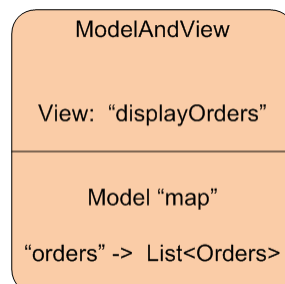 ModelAndView
View: “displayOrders”
Model “map”
“orders” -> List<Orders>